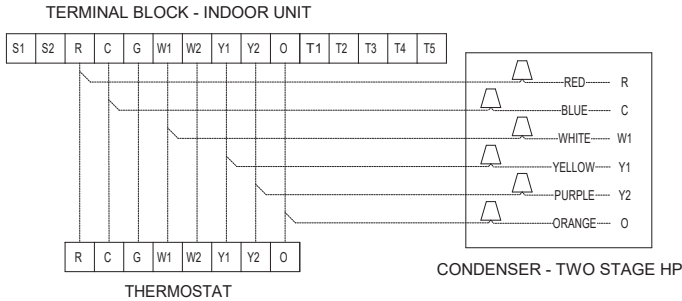 TERMINAL BLOCK - INDOOR UNIT
S1 S2 R C G W1 W2 Y1 Y2 O T1 T2 T3 T4 T5
RED R
BLUE C
WHITE W1
YELLOW Y1
PURPLE Y2
ORANGE O
R C G W1 W2 Y1 Y2 O
CONDENSER - TWO STAGE HP
THERMOSTAT